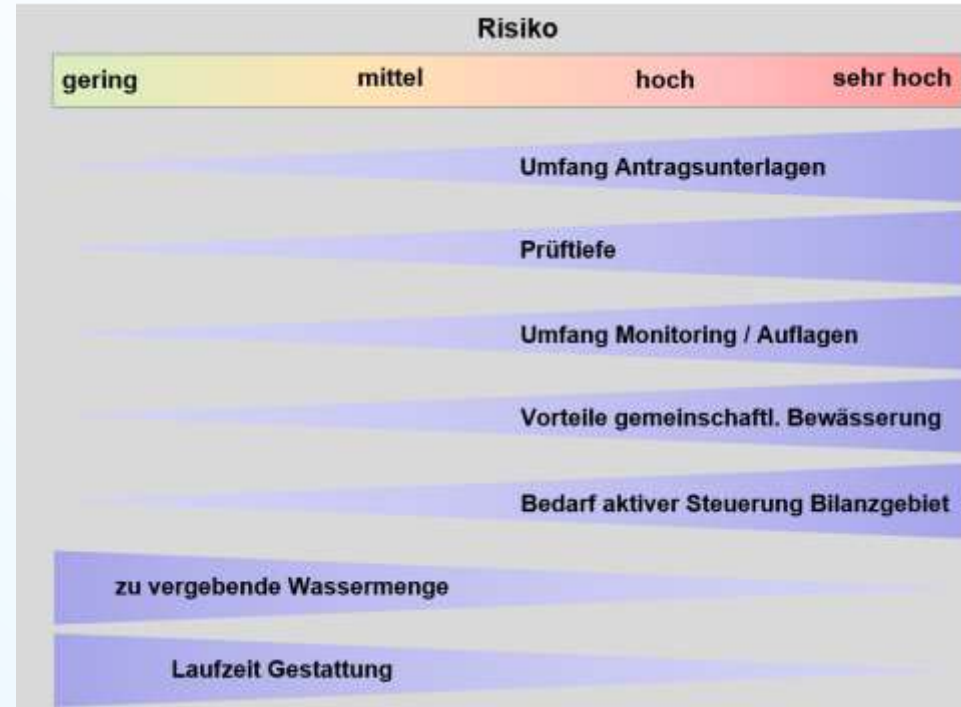 Risiko
gering mittel hoch sehr hoch
Umfang Antragsunterlagen
Prüftiefe
Umfang Monitoring / Auflagen
Vorteile gemeinschaftl. Bewässerung
Bedarf aktiver Steuerung Bilanzgebiet
zu vergebende Wassermenge
Laufzeit Gestattung